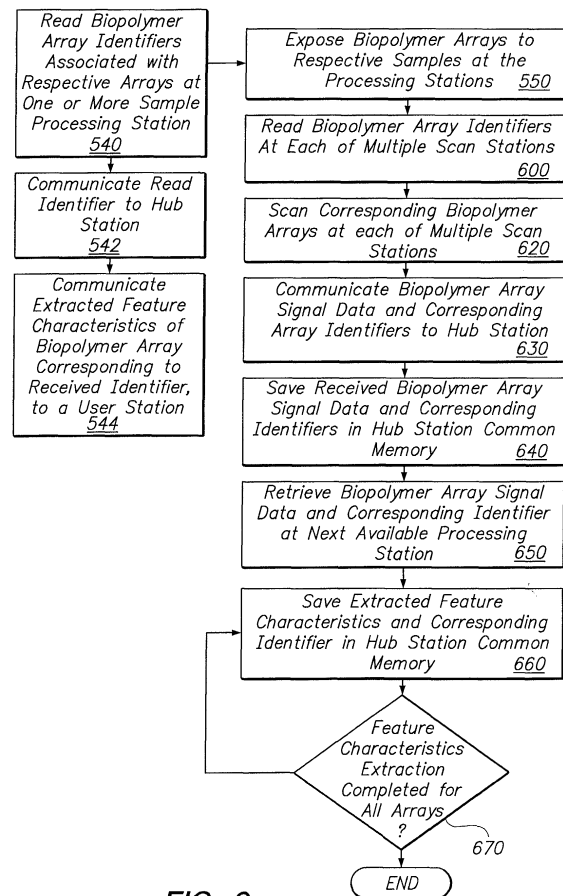 Read Biopolymer
Array Identifiers
Associated with
Respective Arrays at
One or More Sample
Processing Station
540
Communicate Read
Identifier to Hub
Station
542
Communicate
Extracted Feature
Characteristics of
Biopolymer Array
Corresponding to
Received Identifier,
to a User Station
544
Expose Biopolymer Arrays to
Respective Samples at the
Processing Stations 550
Read Biopolymer Array Identifiers
At Each of Multiple Scan Stations
600
Scan Corresponding Biopolymer
Arrays at each of Multiple Scan
Stations 620
Communicate Biopolymer Array
Signal Data and Corresponding
Array Identifiers to Hub Station
630
Save Received Biopolymer Array
Signal Data and Corresponding
Identifiers in Hub Station Common
Memory 640
Retrieve Biopolymer Array Signal
Data and Corresponding Identifier
at Next Available Processing
Station 650
Save Extracted Feature
Characteristics and Corresponding
Identifier in Hub Station Common
Memory 660
Feature
Characteristics
Extraction
Completed for
All Arrays
?
670
END